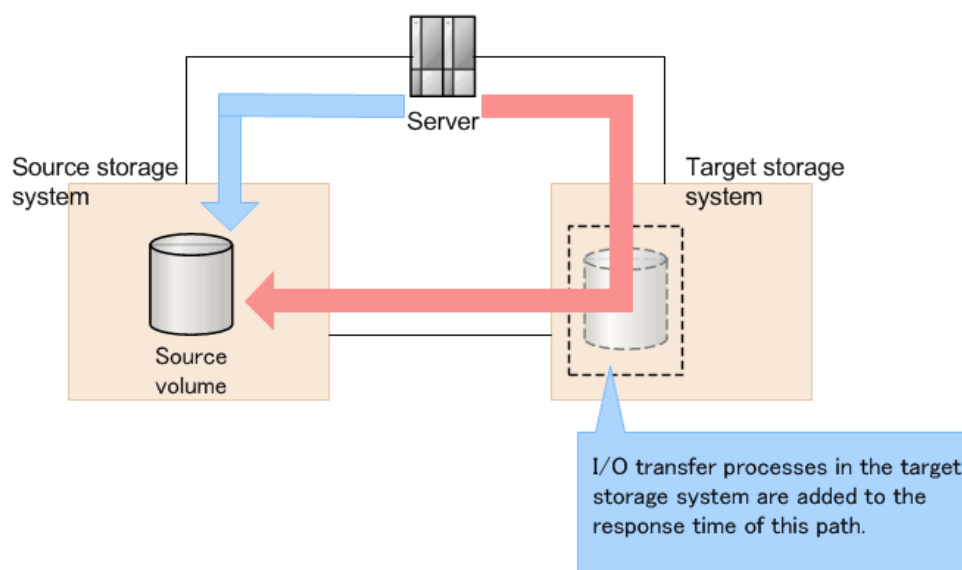 Server
Source storage
system
Target storage
system
Source
volume
I/O transfer processes in the target
storage system are added to the
response time of this path.